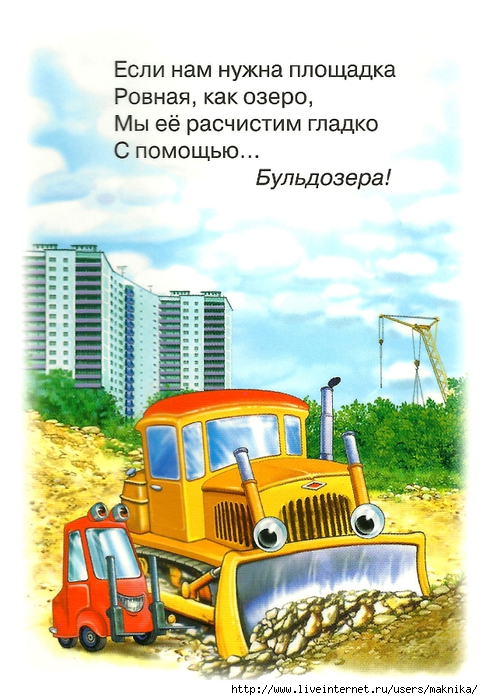 Если нам нужна площадка
Ровная, как озеро,
Мы её расчистим гладко
С помощью...
Бульдозера!
http://www.liveinternet.ru/users/maknika/